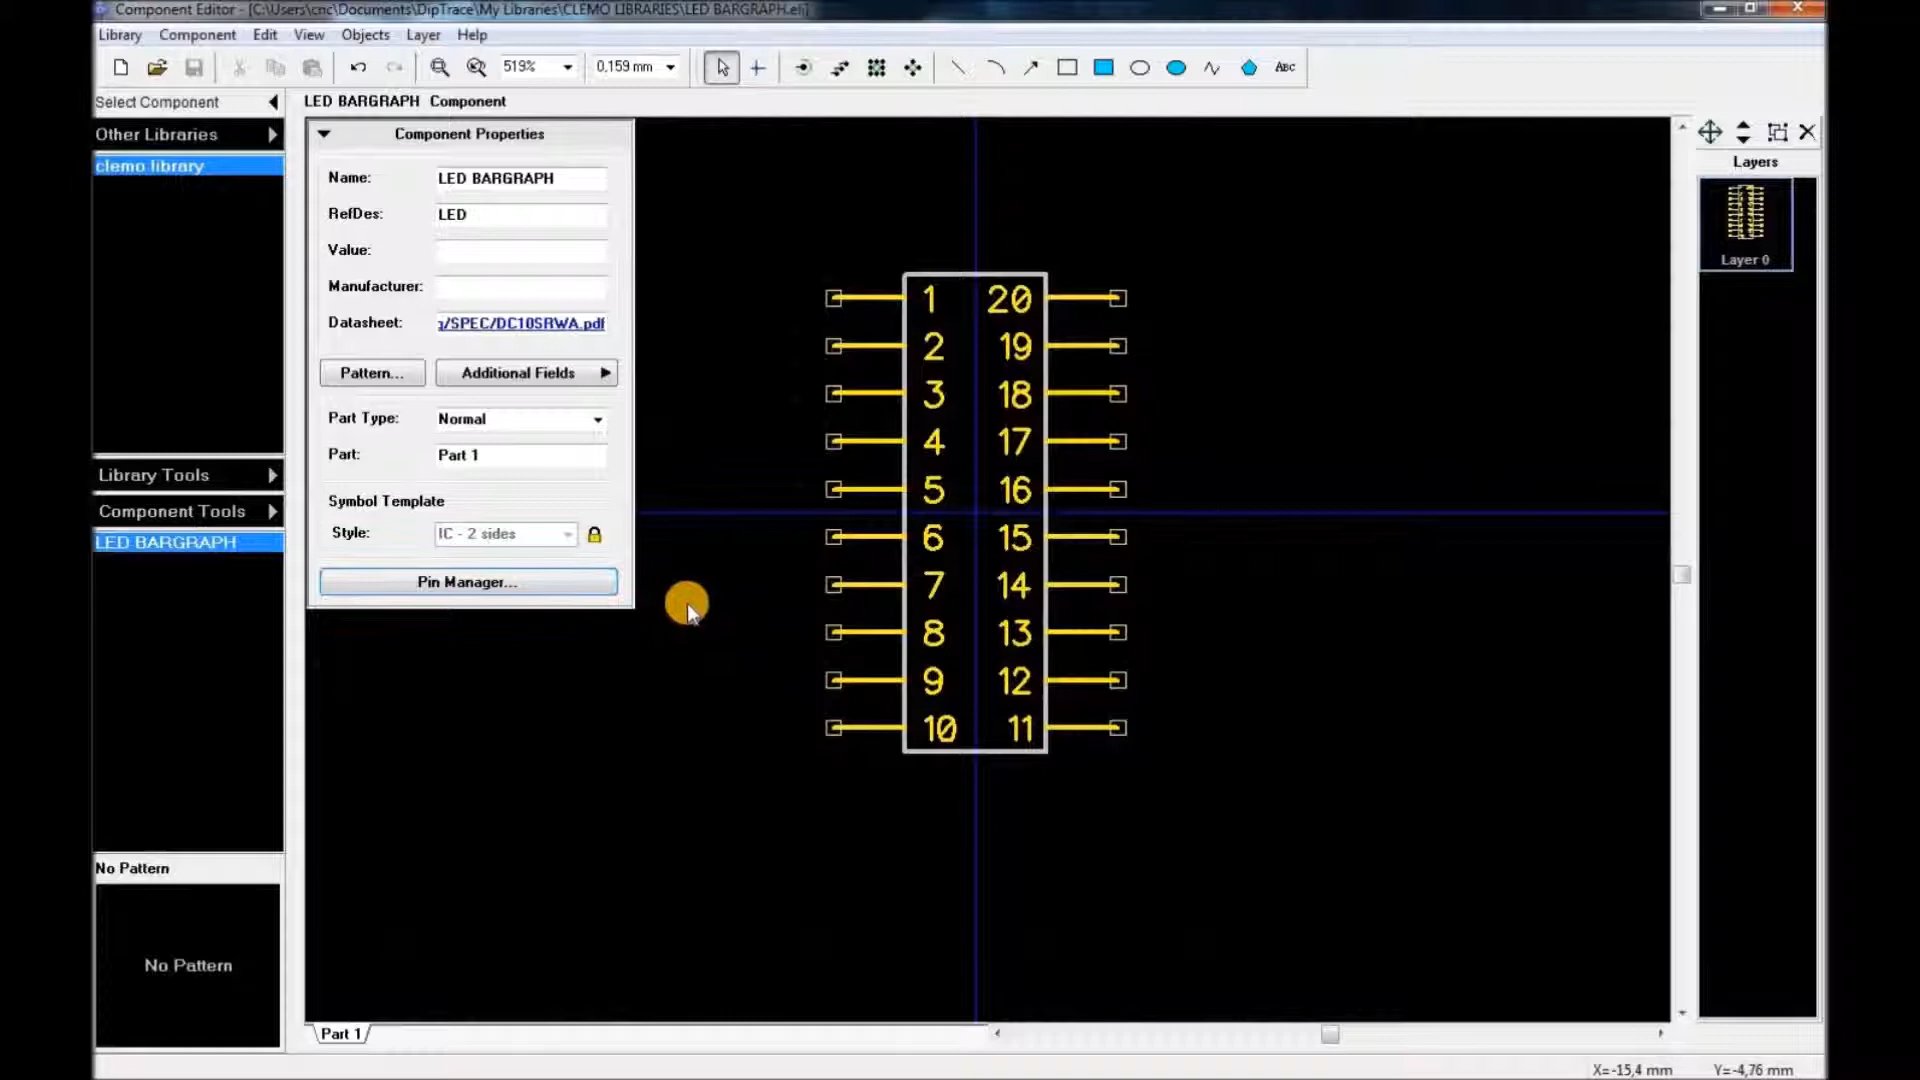 Component Editor - [C:\Users\cnc\Documents\DipTrace\My Libraries\CLEMO LIBRARIES\LED BARGRAPH.eli]
Library Component Edit View Objects Layer Help
519% 0,159 mm ABC
Select Component
Other Libraries
clemo library
Library Tools
Component Tools
LED BARGRAPH
No Pattern
No Pattern
LED BARGRAPH Component
Component Properties
Name: LED BARGRAPH
RefDes: LED
Value:
Manufacturer:
Datasheet: g/SPEC/DC10SRWA.pdf
Pattern... Additional Fields
Part Type: Normal
Part: Part 1
Symbol Template
Style: IC - 2 sides
Pin Manager...
1 20
2 19
3 18
4 17
5 16
6 15
7 14
8 13
9 12
10 11
Layers
Layer 0
Part 1
X=-15,4 mm Y=-4,76 mm